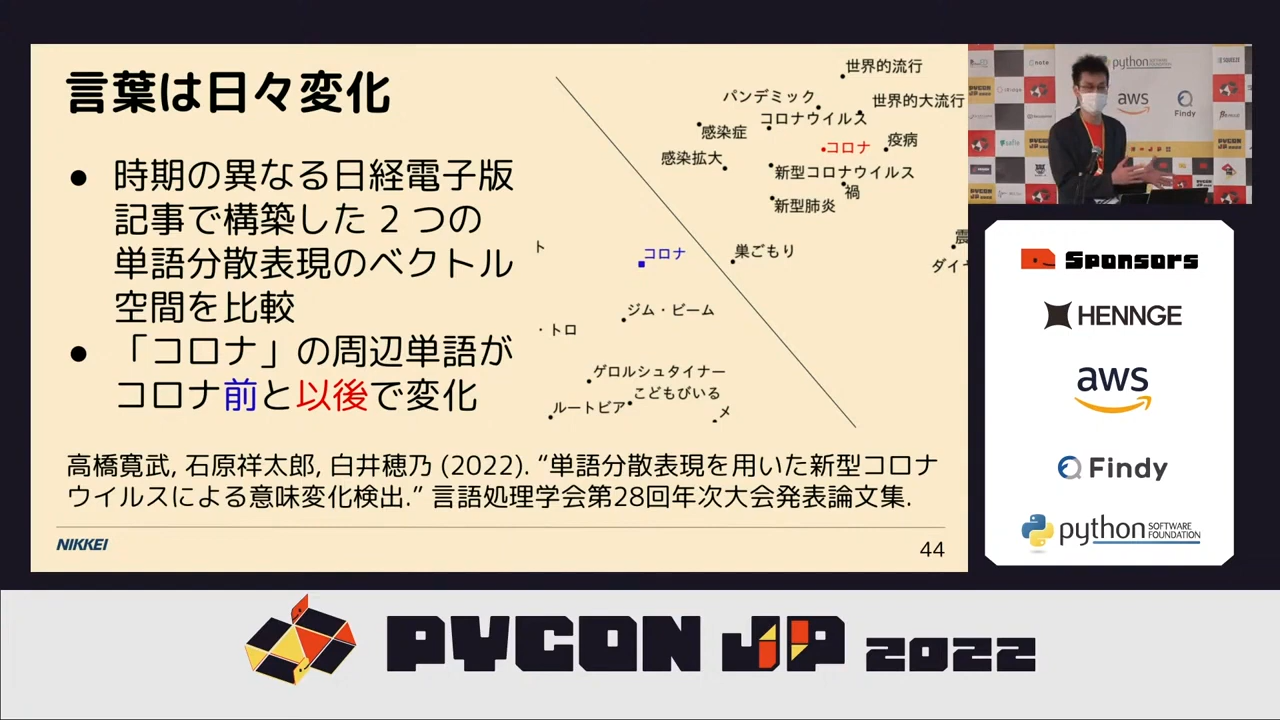 言葉は日々変化
● 時期の異なる日経電子版
記事で構築した 2 つの
単語分散表現のベクトル
空間を比較
● 「コロナ」の周辺単語が
コロナ前と以後で変化
世界的流行
パンデミック
世界的大流行
コロナウイルス
感染症
疫病
コロナ
感染拡大
新型コロナウイルス
禍
新型肺炎
ト
コロナ
巣ごもり
震
ダイヤ
ジム・ビーム
・トロ
ゲロルシュタイナー
こどもびいる
ルートビア
メ
高橋寛武, 石原祥太郎, 白井穂乃 (2022). “単語分散表現を用いた新型コロナ
ウイルスによる意味変化検出.” 言語処理学会第28回年次大会発表論文集.
NIKKEI
44
note
python
SOFTWARE
FOUNDATION
aws
Findy
Sponsors
HENNGE
aws
Findy
python SOFTWARE
FOUNDATION
PYCON JP 2022